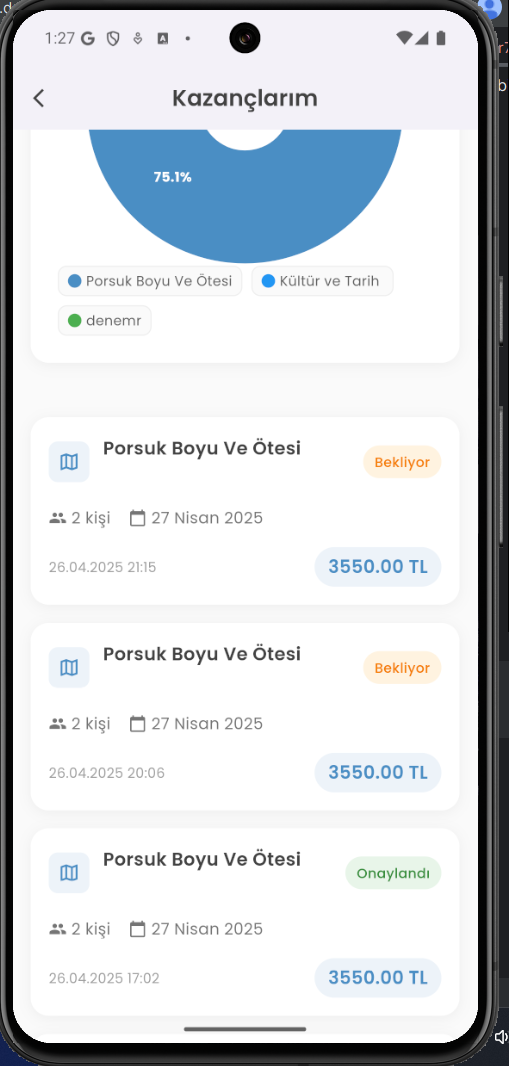 1:27
Kazançlarım
75.1%
Porsuk Boyu Ve Ötesi
Kültür ve Tarih
denemr
Porsuk Boyu Ve Ötesi
Bekliyor
2 kişi 27 Nisan 2025
26.04.2025 21:15
3550.00 TL
Porsuk Boyu Ve Ötesi
Bekliyor
2 kişi 27 Nisan 2025
26.04.2025 20:06
3550.00 TL
Porsuk Boyu Ve Ötesi
Onaylandı
2 kişi 27 Nisan 2025
26.04.2025 17:02
3550.00 TL